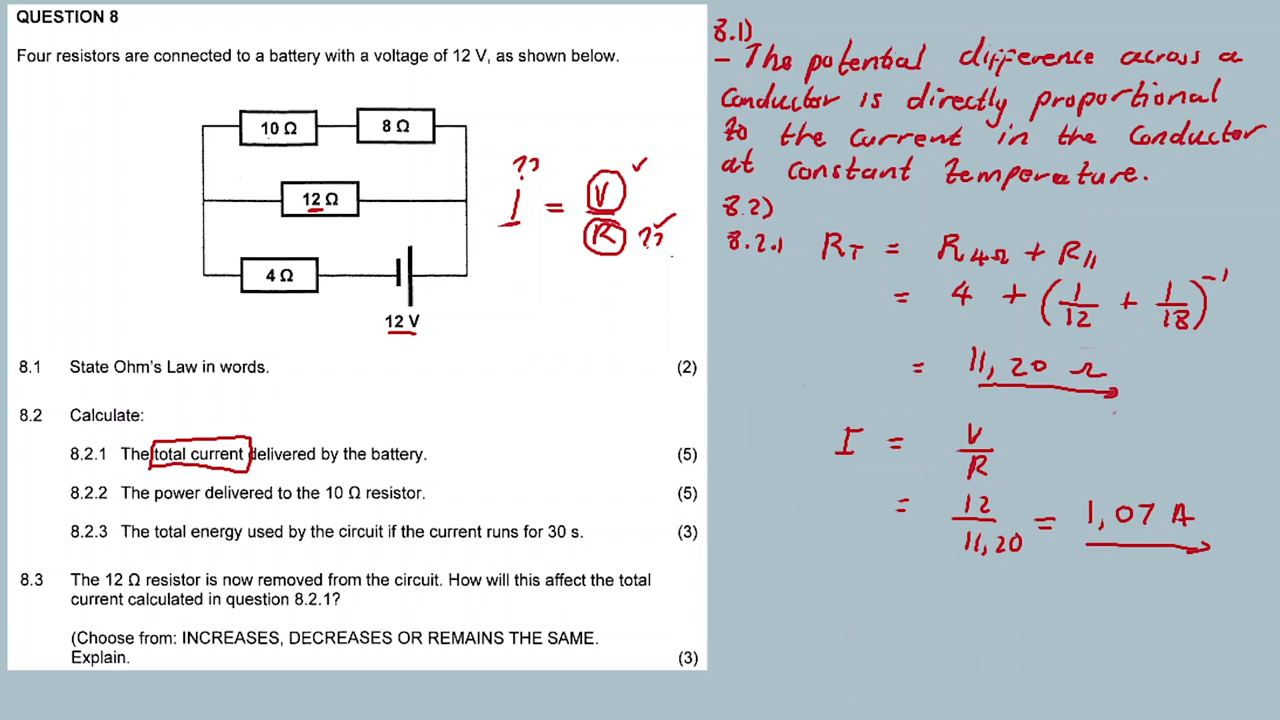 QUESTION 8
Four resistors are connected to a battery with a voltage of 12 V, as shown below.
10 Ω
8 Ω
12 Ω
4 Ω
12 V
??
I = V ✓
R ?? ✓
8.1 State Ohm's Law in words. (2)
8.2 Calculate:
8.2.1 The total current delivered by the battery. (5)
8.2.2 The power delivered to the 10 Ω resistor. (5)
8.2.3 The total energy used by the circuit if the current runs for 30 s. (3)
8.3 The 12 Ω resistor is now removed from the circuit. How will this affect the total
current calculated in question 8.2.1?
(Choose from: INCREASES, DECREASES OR REMAINS THE SAME.
Explain. (3)
8.1)
- The potential difference across a
conductor is directly proportional
to the current in the conductor
at constant temperature.
8.2)
8.2.1 RT = R4Ω + R//
= 4 + (1/12 + 1/18)^-1
= 11,20 Ω
I = V/R
= 12/11,20 = 1,07 A